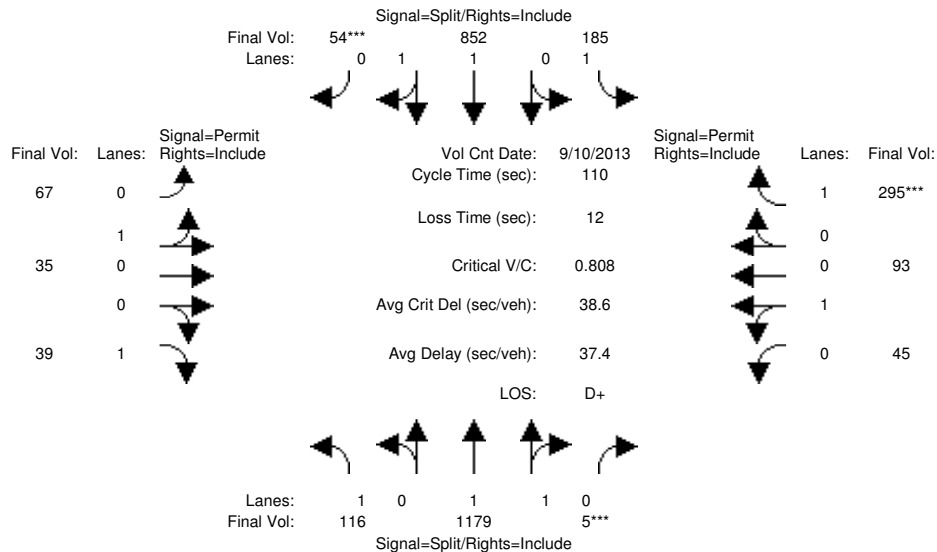 Signal=Split/Rights=Include
Final Vol: 54*** 852 185
Lanes: 0 1 1 0 1
Signal=Permit
Final Vol: Lanes: Rights=Include
Vol Cnt Date: 9/10/2013
Signal=Permit
Rights=Include Lanes: Final Vol:
Cycle Time (sec): 110
67 0
1 295***
Loss Time (sec): 12
1
0
35 0
Critical V/C: 0.808
0 93
0
Avg Crit Del (sec/veh): 38.6
1
39 1
Avg Delay (sec/veh): 37.4
0 45
LOS: D+
Lanes: 1 0 1 1 0
Final Vol: 116 1179 5***
Signal=Split/Rights=Include